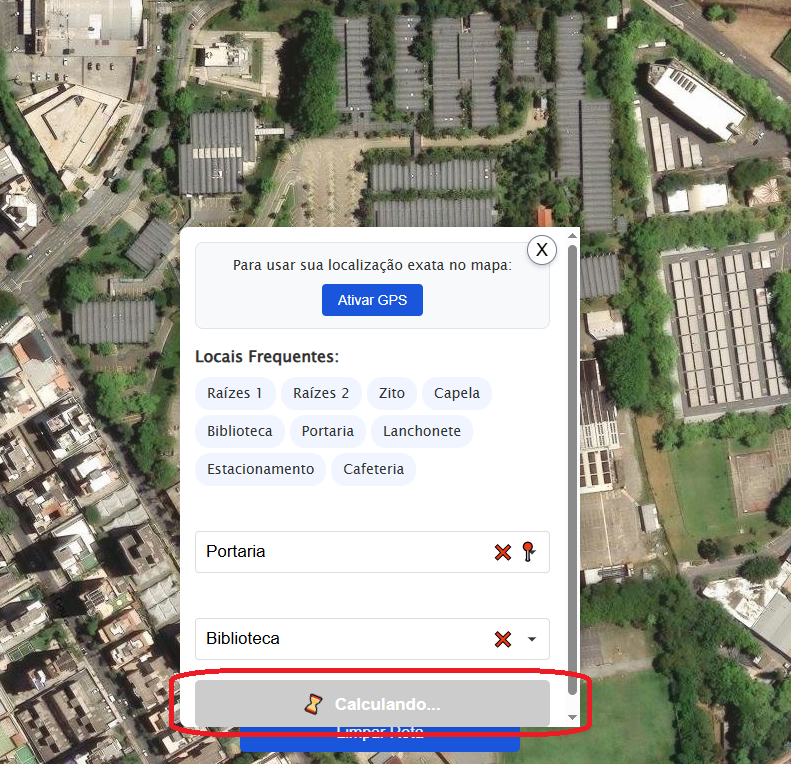 X
Para usar sua localização exata no mapa:
Ativar GPS
Locais Frequentes:
Raízes 1 Raízes 2 Zito Capela
Biblioteca Portaria Lanchonete
Estacionamento Cafeteria
Portaria
Biblioteca
Calculando...
Limpar Rota